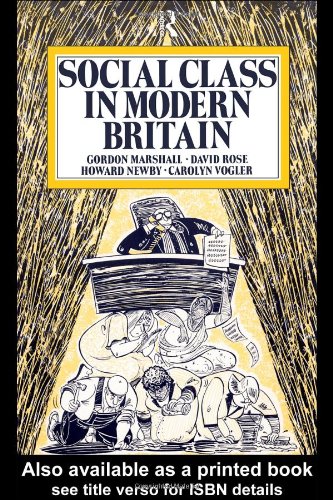 SOCIAL CLASS
IN MODERN
BRITAIN
GORDON MARSHALL · DAVID ROSE
HOWARD NEWBY · CAROLYN VOGLER
Also available as a printed book
see title verso for ISBN details